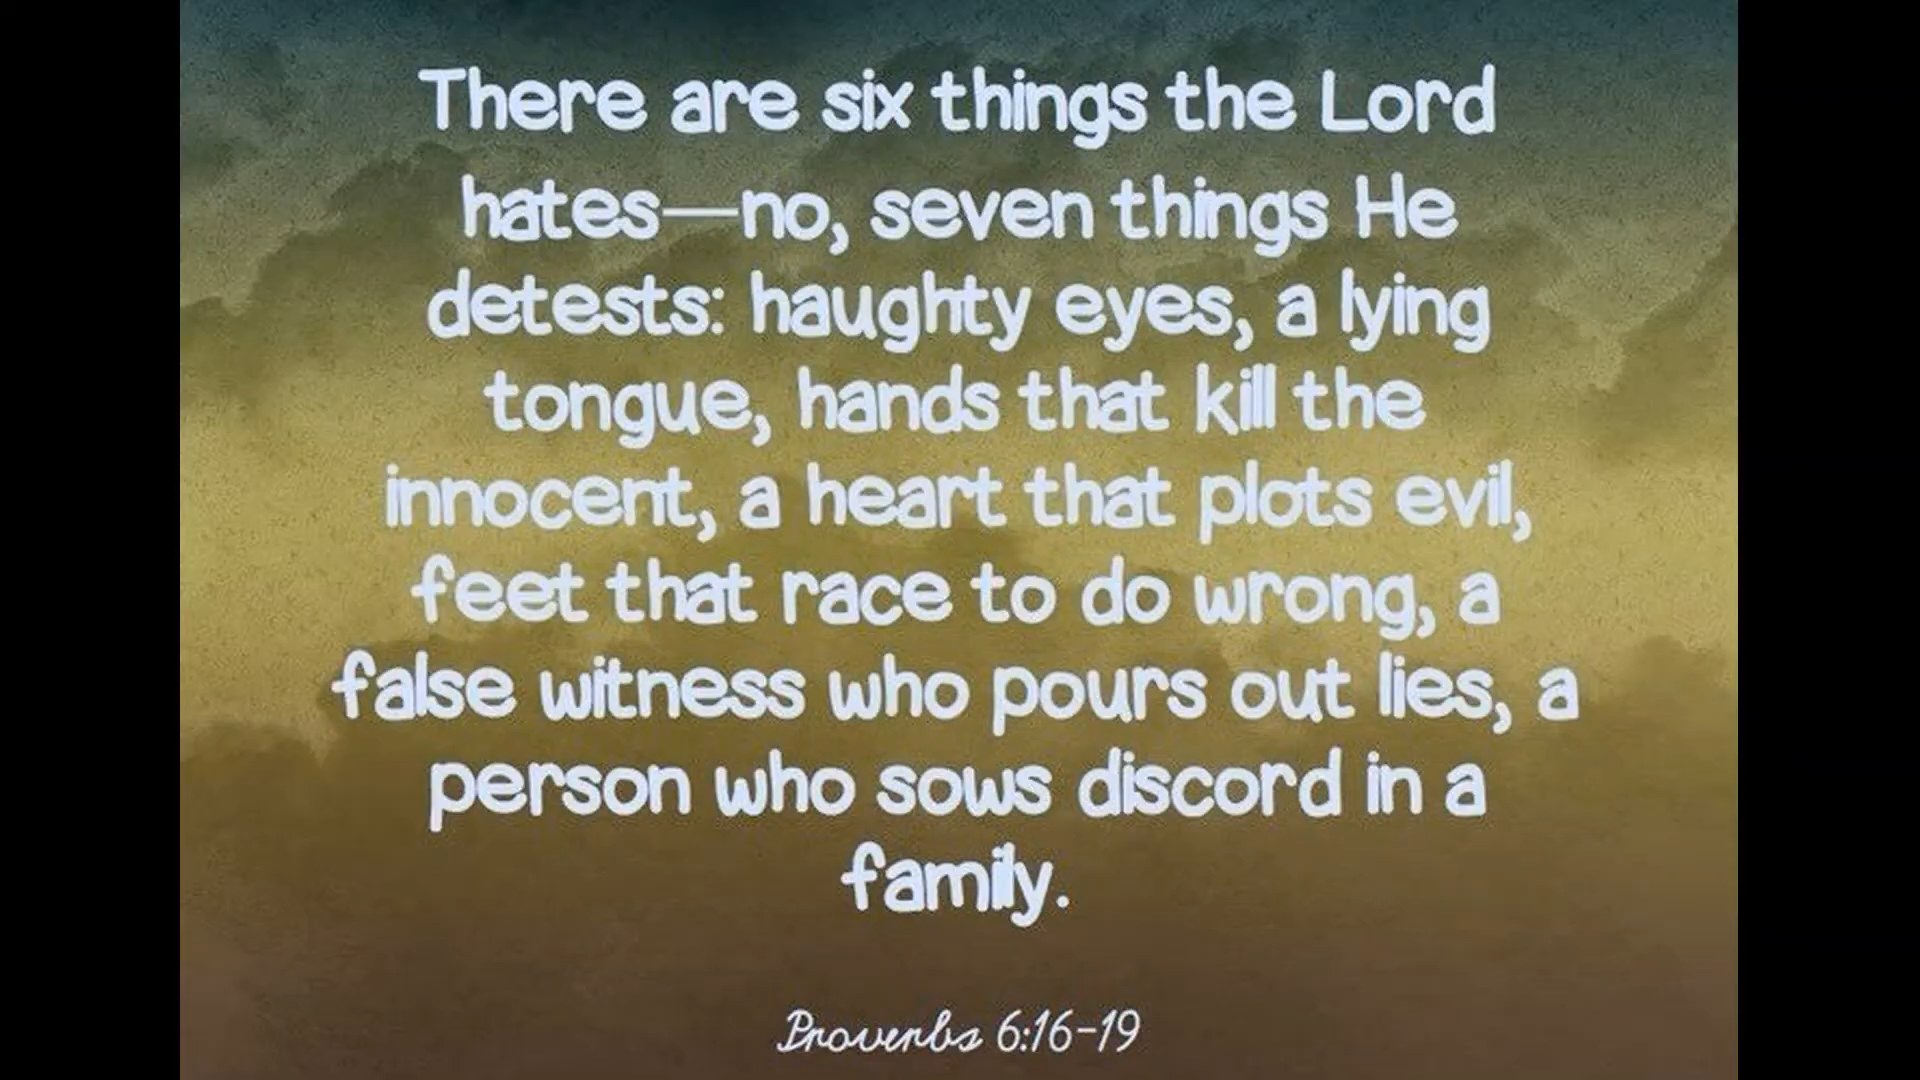 There are six things the Lord
hates—no, seven things He
detests: haughty eyes, a lying
tongue, hands that kill the
innocent, a heart that plots evil,
feet that race to do wrong, a
false witness who pours out lies, a
person who sows discord in a
family.
Proverbs 6:16-19